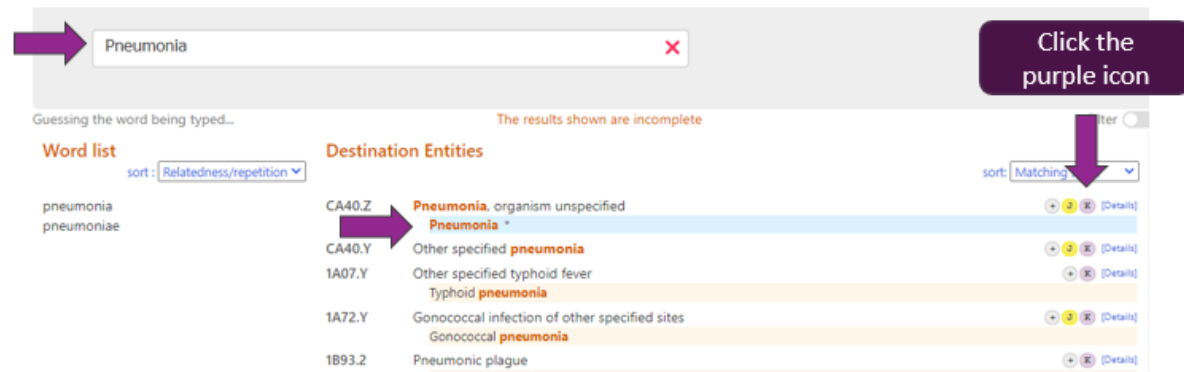 Pneumonia
Click the
purple icon
Guessing the word being typed...
The results shown are incomplete
Word list
sort : Relatedness/repetition
Destination Entities
sort: Matching
pneumonia
pneumoniae
CA40.Z Pneumonia, organism unspecified + J K [Details]
Pneumonia *
CA40.Y Other specified pneumonia + J K [Details]
1A07.Y Other specified typhoid fever + K [Details]
Typhoid pneumonia
1A72.Y Gonococcal infection of other specified sites + J K [Details]
Gonococcal pneumonia
1B93.2 Pneumonic plague + K [Details]